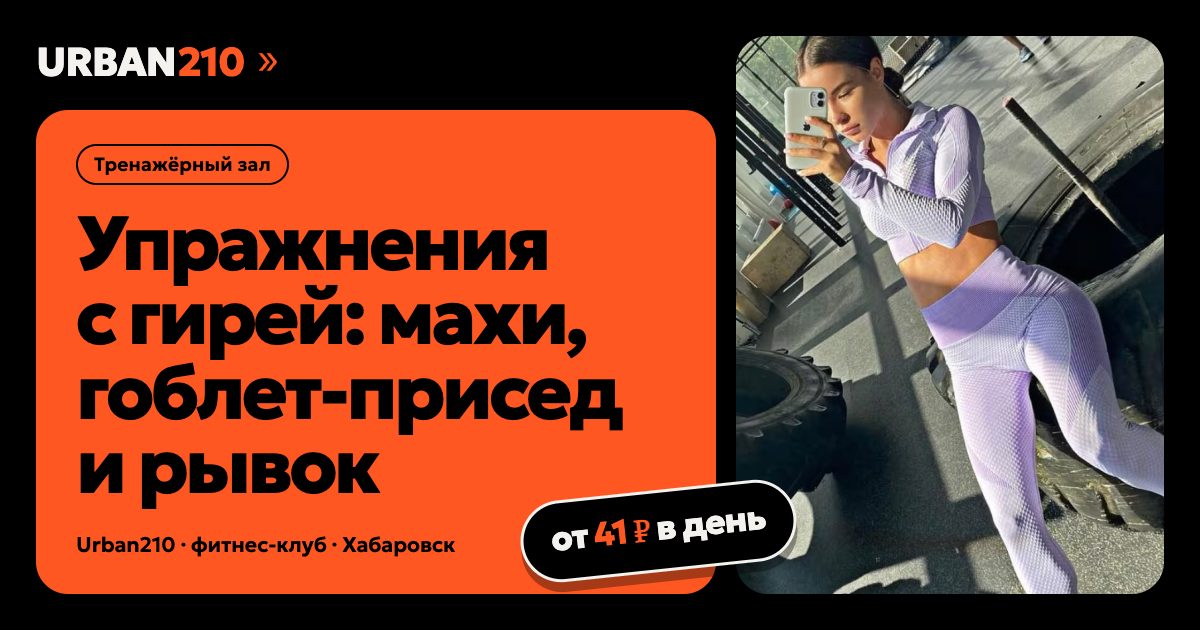 URBAN210 »
Тренажёрный зал
Упражнения
с гирей: махи,
гоблет-присед
и рывок
Urban210 · фитнес-клуб · Хабаровск
от 41 ₽ в день